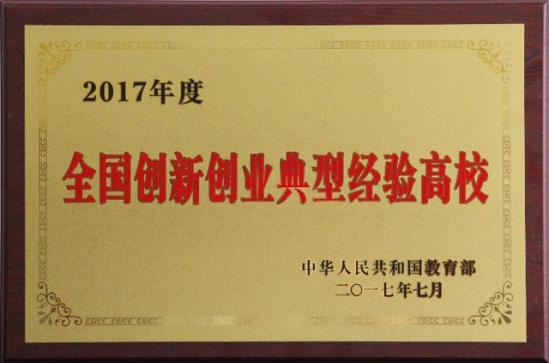 2017年度
全国创新创业典型经验高校
中华人民共和国教育部
二〇一七年七月